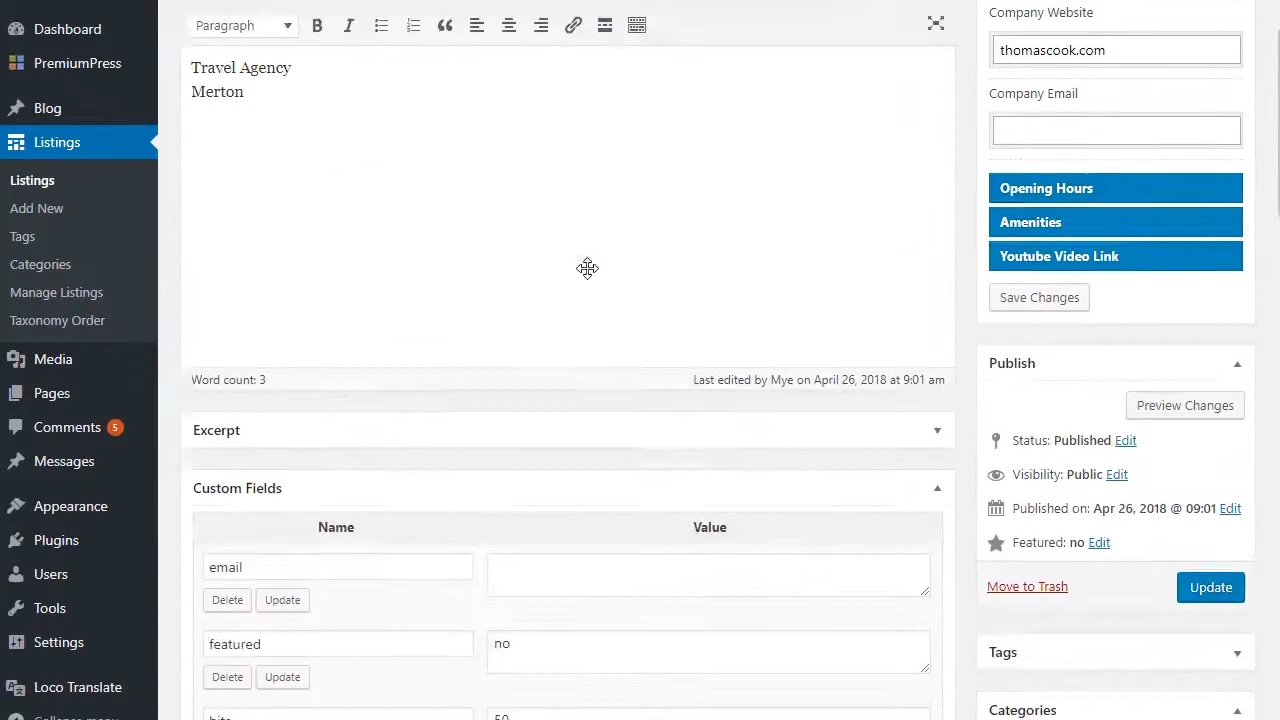 Dashboard
PremiumPress
Blog
Listings
Listings
Add New
Tags
Categories
Manage Listings
Taxonomy Order
Media
Pages
Comments 5
Messages
Appearance
Plugins
Users
Tools
Settings
Loco Translate
Collapse menu
Paragraph
Travel Agency
Merton
Word count: 3
Last edited by Mye on April 26, 2018 at 9:01 am
Excerpt
Custom Fields
Name Value
email
Delete Update
featured no
Delete Update
hits 50
Company Website
thomascook.com
Company Email
Opening Hours
Amenities
Youtube Video Link
Save Changes
Publish
Preview Changes
Status: Published Edit
Visibility: Public Edit
Published on: Apr 26, 2018 @ 09:01 Edit
Featured: no Edit
Move to Trash Update
Tags
Categories